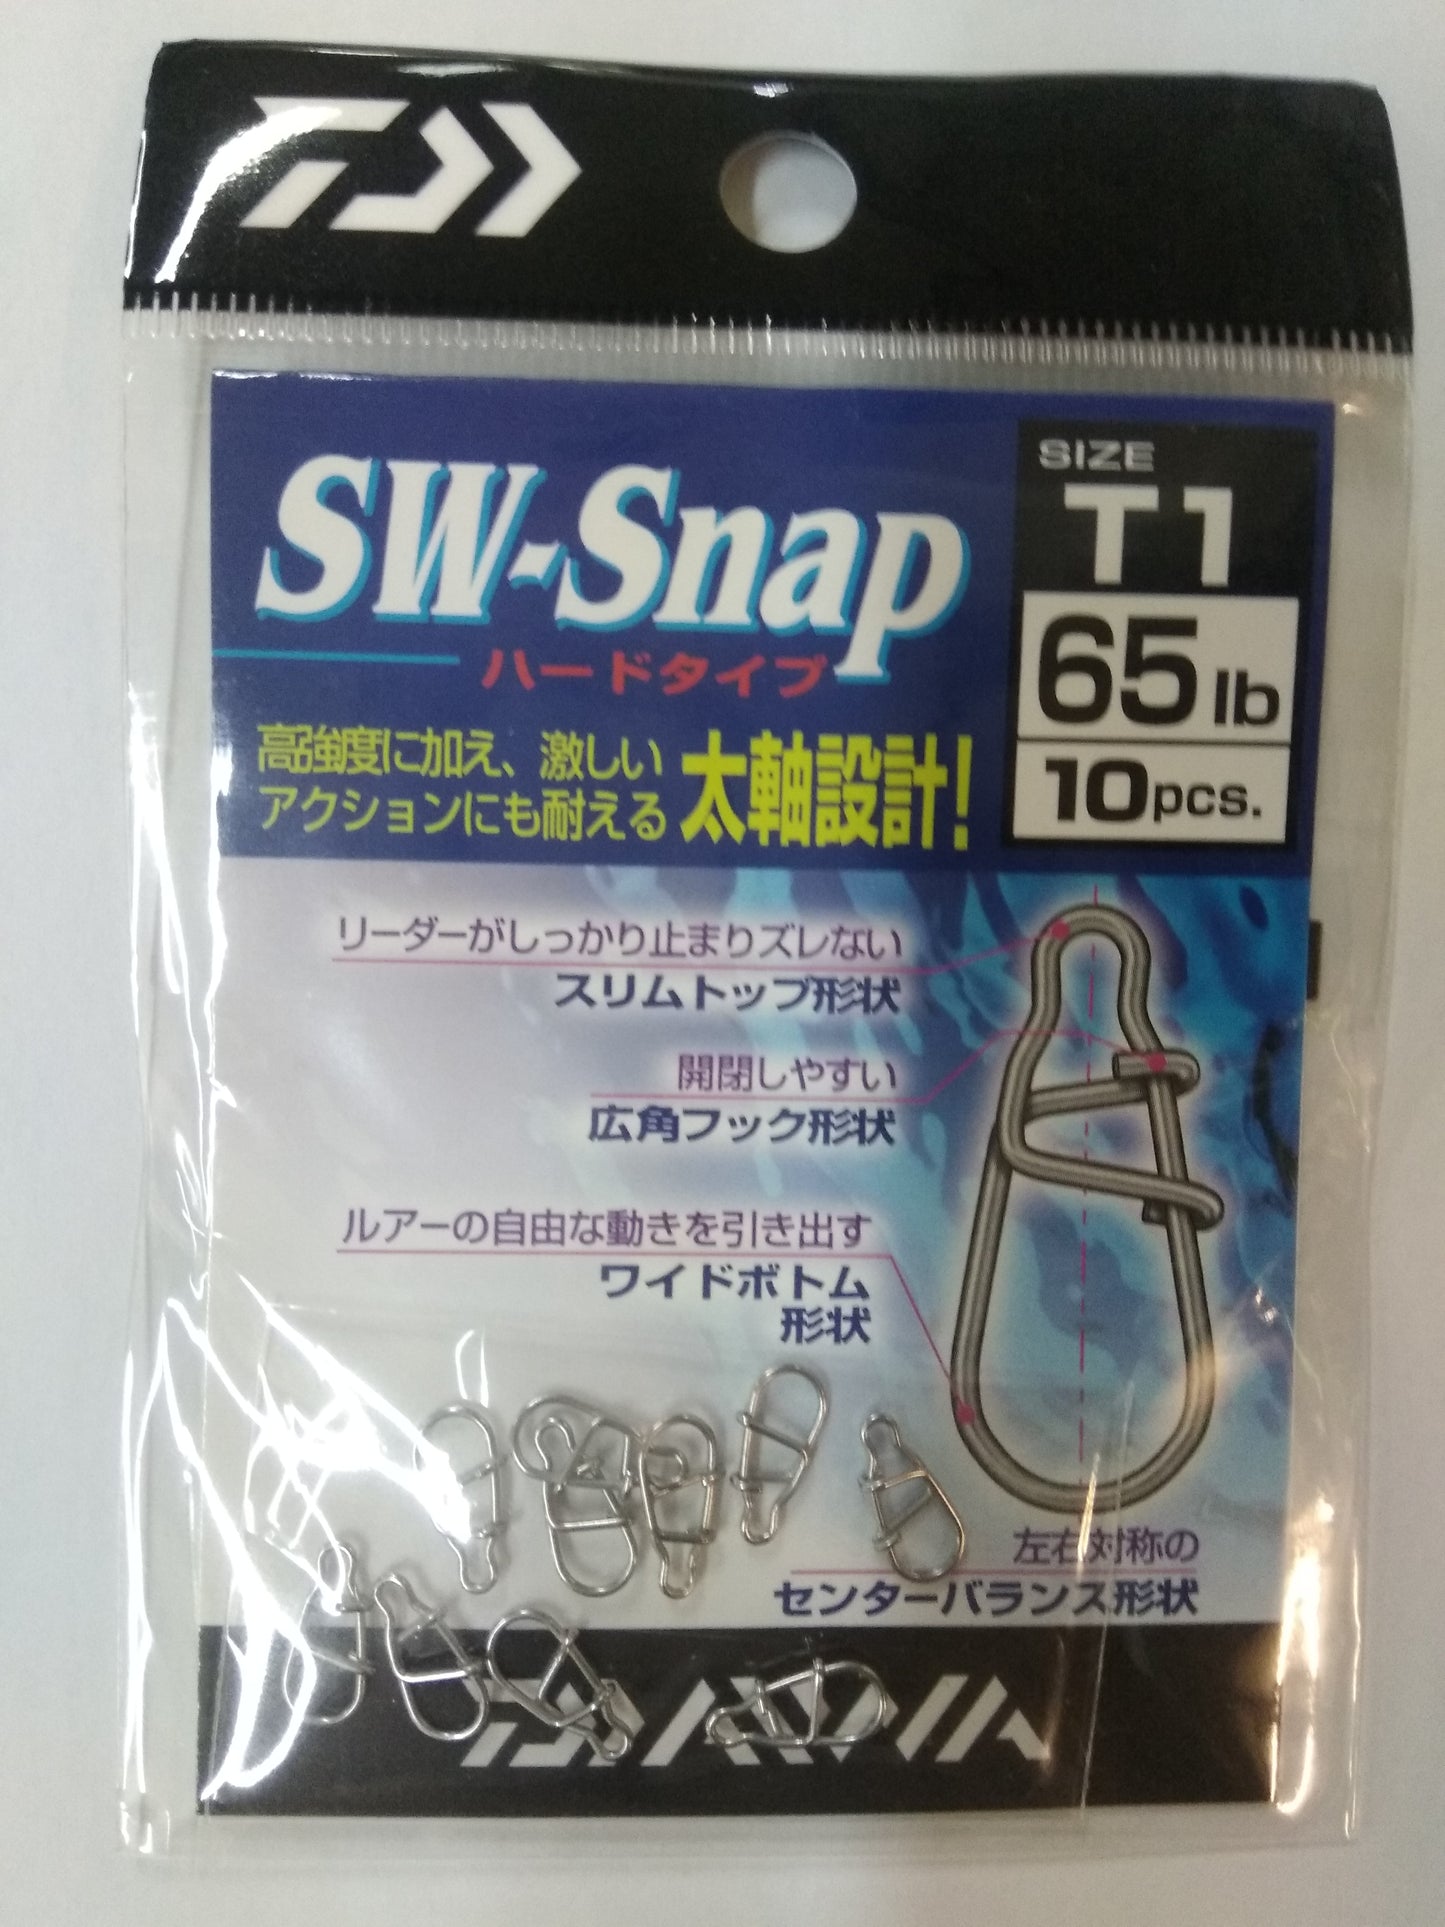 SW-Snap
ハードタイプ
高強度に加え、激しい
アクションにも耐える
太軸設計!
SIZE
T1
65lb
10pcs.
リーダーがしっかり止まりズレない
スリムトップ形状
開閉しやすい
広角フック形状
ルアーの自由な動きを引き出す
ワイドボトム
形状
左右対称の
センターバランス形状
DAIWA